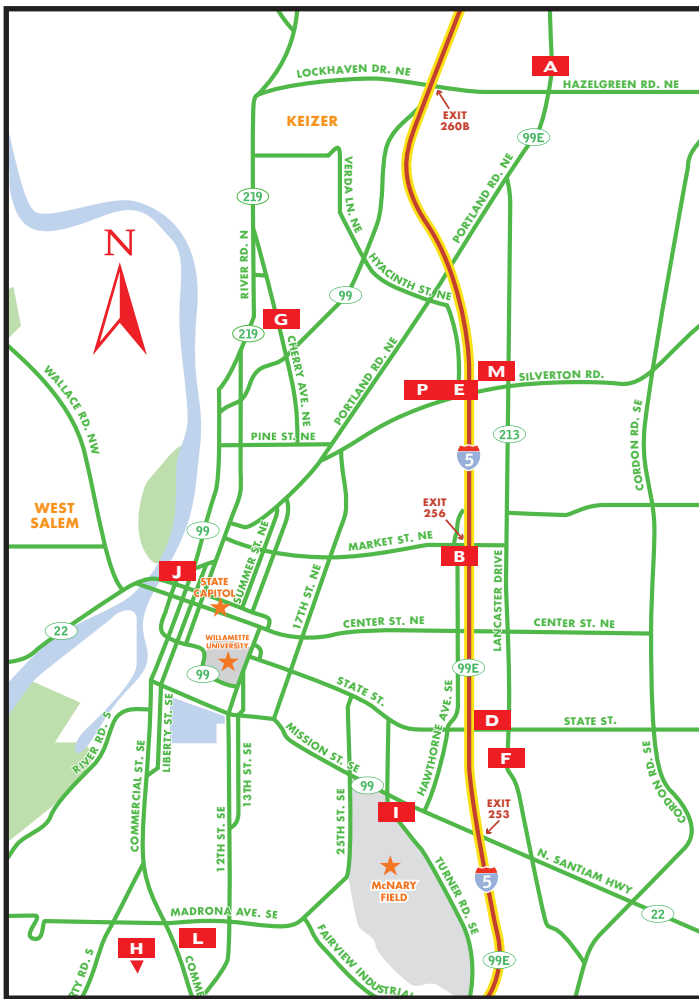 LOCKHAVEN DR. NE
A
HAZELGREEN RD. NE
KEIZER
EXIT
260B
99E
VERDA LN. NE
PORTLAND RD. NE
219
RIVER RD. N
N
HYACINTH ST. NE
99
G
219
CHERRY AVE. NE
PORTLAND RD. NE
M
P E
SILVERTON RD.
WALLACE RD. NW
CORDON RD. SE
PINE ST. NE
213
5
WEST
SALEM
EXIT
256
99
SUMMER ST. NE
MARKET ST. NE
B
J
STATE
CAPITOL
17TH ST. NE
LANCASTER DRIVE
22
CENTER ST. NE
CENTER ST. NE
WILLAMETTE
UNIVERSITY
99
99E
STATE ST.
HAWTHORNE AVE. SE
D
STATE ST.
RIVER RD. S
LIBERTY ST. SE
COMMERCIAL ST. SE
13TH ST. SE
MISSION ST. SE
F
CORDON RD. SE
99
12TH ST. SE
25TH ST. SE
I
EXIT
253
N. SANTIAM HWY
McNARY
FIELD
5
TURNER RD. SE
22
MADRONA AVE. SE
H
L
FAIRVIEW INDUSTRIAL
99E
RTY RD. S
COMME